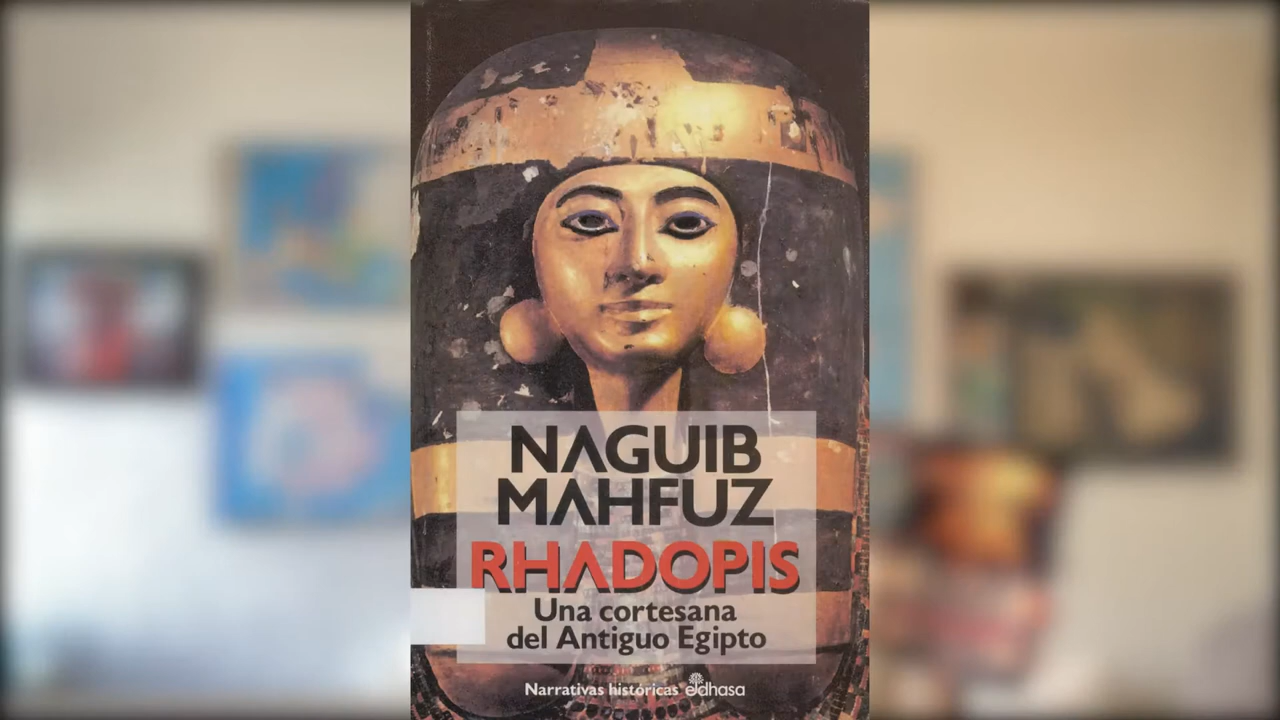 NAGUIB
MAHFUZ
RHADOPIS
Una cortesana
del Antiguo Egipto
Narrativas históricas edhasa